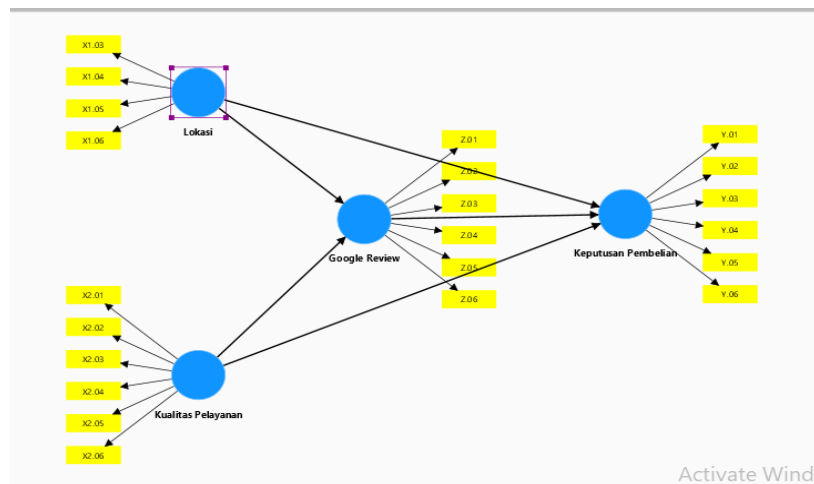 X1.03
X1.04
X1.05
X1.06
Lokasi
Z.01
Z.02
Z.03
Z.04
Z.05
Z.06
Google Review
Y.01
Y.02
Y.03
Y.04
Y.05
Y.06
Keputusan Pembelian
X2.01
X2.02
X2.03
X2.04
X2.05
X2.06
Kualitas Pelayanan
Activate Wind